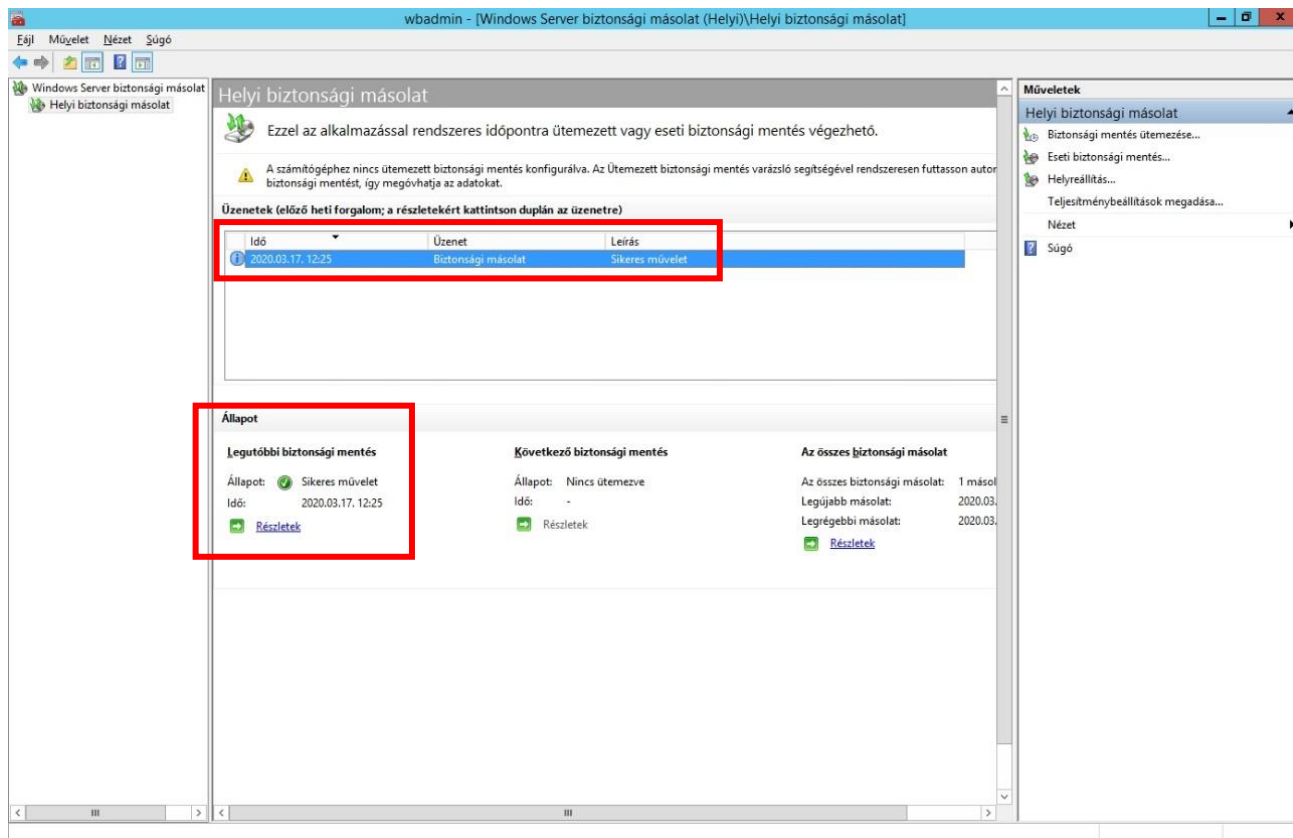 wbadmin - [Windows Server biztonsági másolat (Helyi)\Helyi biztonsági másolat]
Fájl Művelet Nézet Súgó
Windows Server biztonsági másolat
Helyi biztonsági másolat
Helyi biztonsági másolat
Ezzel az alkalmazással rendszeres időpontra ütemezett vagy eseti biztonsági mentés végezhető.
A számítógéphez nincs ütemezett biztonsági mentés konfigurálva. Az Ütemezett biztonsági mentés varázsló segítségével rendszeresen futtasson autor
biztonsági mentést, így megóvhatja az adatokat.
Üzenetek (előző heti forgalom; a részletekért kattintson duplán az üzenetre)
Idő Üzenet Leírás
2020.03.17. 12:25 Biztonsági másolat Sikeres művelet
Állapot
Legutóbbi biztonsági mentés
Állapot: Sikeres művelet
Idő: 2020.03.17. 12:25
Részletek
Következő biztonsági mentés
Állapot: Nincs ütemezve
Idő: -
Részletek
Az összes biztonsági másolat
Az összes biztonsági másolat: 1 másol
Legújabb másolat: 2020.03.
Legrégebbi másolat: 2020.03.
Részletek
Műveletek
Helyi biztonsági másolat
Biztonsági mentés ütemezése...
Eseti biztonsági mentés...
Helyreállítás...
Teljesítménybeállítások megadása...
Nézet
Súgó